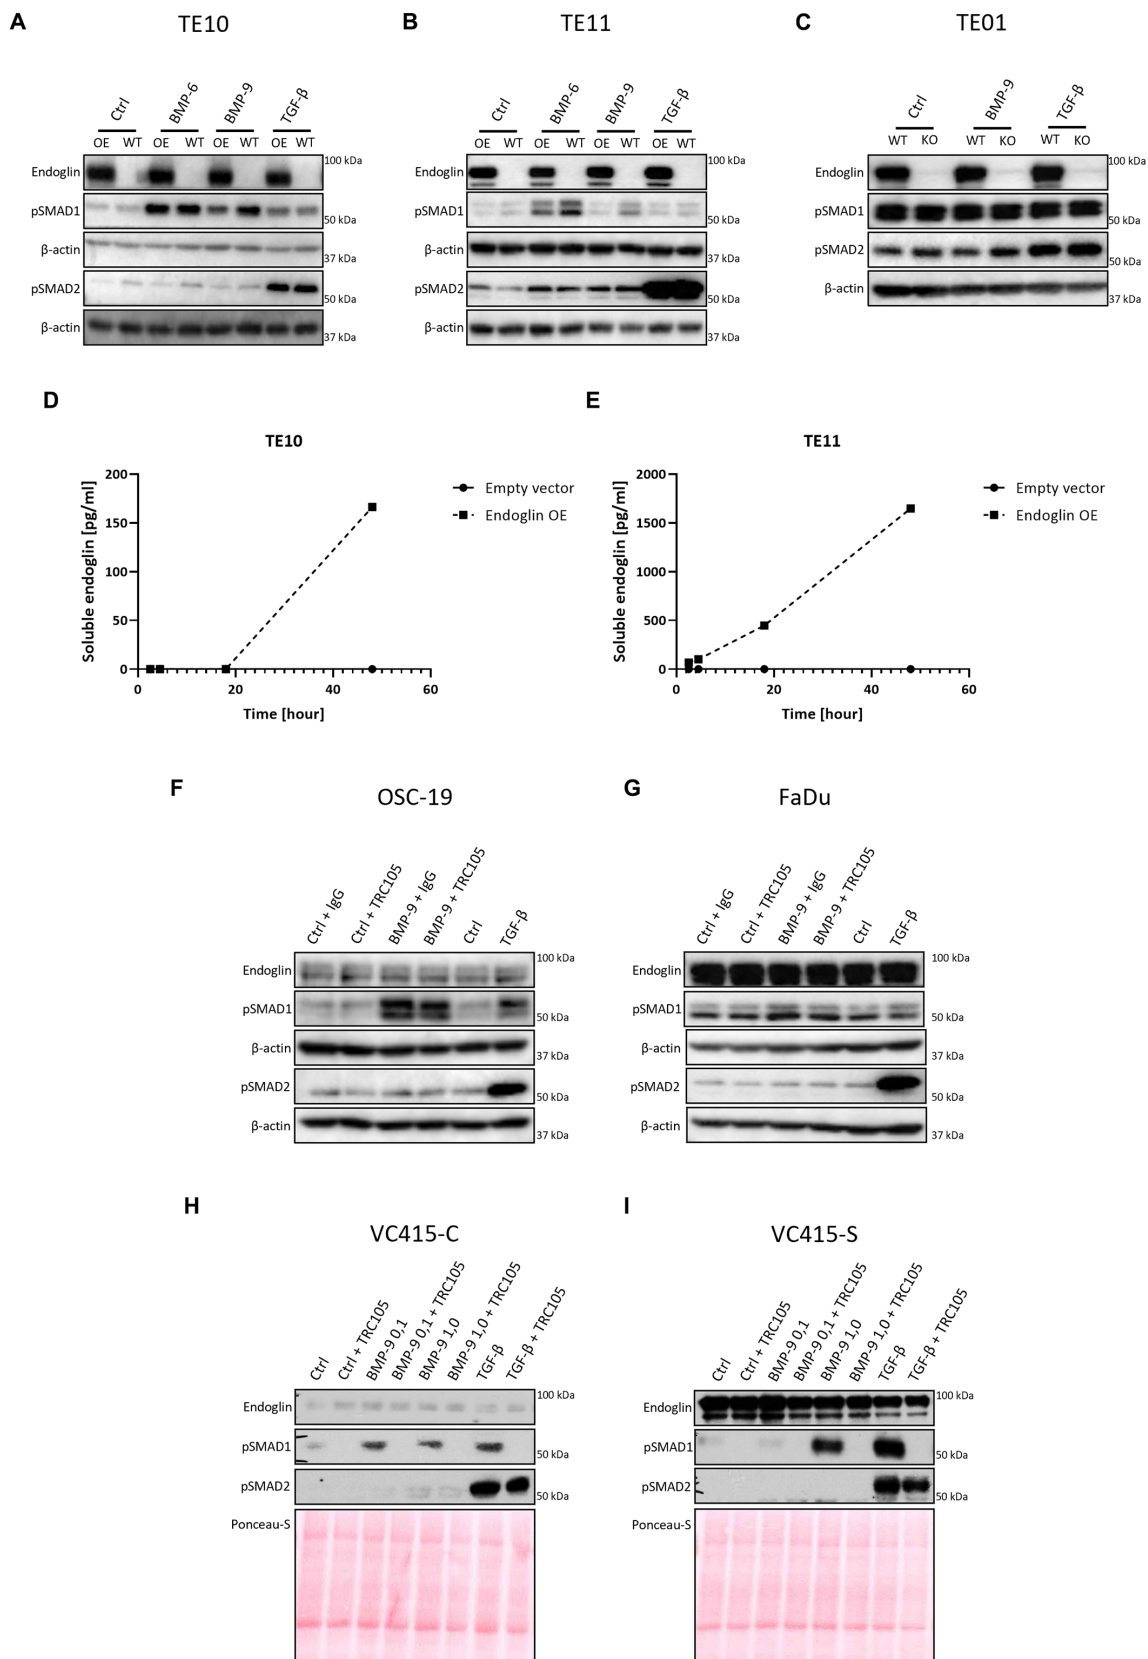 A
TE10
Ctrl
BMP-6
BMP-9
TGF-β
OE WT OE WT OE WT OE WT
Endoglin
100 kDa
pSMAD1
50 kDa
β-actin
37 kDa
pSMAD2
50 kDa
β-actin
37 kDa
B
TE11
Ctrl
BMP-6
BMP-9
TGF-β
OE WT OE WT OE WT OE WT
Endoglin
100 kDa
pSMAD1
50 kDa
β-actin
37 kDa
pSMAD2
50 kDa
β-actin
37 kDa
C
TE01
Ctrl
BMP-9
TGF-β
WT KO WT KO WT KO
Endoglin
100 kDa
pSMAD1
50 kDa
pSMAD2
50 kDa
β-actin
37 kDa
D
TE10
Soluble endoglin [pg/ml]
200
150
100
50
0
0 20 40 60
Time [hour]
Empty vector
Endoglin OE
E
TE11
Soluble endoglin [pg/ml]
2000
1500
1000
500
0
0 20 40 60
Time [hour]
Empty vector
Endoglin OE
F
OSC-19
Ctrl + IgG
Ctrl + TRC105
BMP-9 + IgG
BMP-9 + TRC105
Ctrl
TGF-β
Endoglin
100 kDa
pSMAD1
50 kDa
β-actin
37 kDa
pSMAD2
50 kDa
β-actin
37 kDa
G
FaDu
Ctrl + IgG
Ctrl + TRC105
BMP-9 + IgG
BMP-9 + TRC105
Ctrl
TGF-β
Endoglin
100 kDa
pSMAD1
50 kDa
β-actin
37 kDa
pSMAD2
50 kDa
β-actin
37 kDa
H
VC415-C
Ctrl
Ctrl + TRC105
BMP-9 0,1
BMP-9 0,1 + TRC105
BMP-9 1,0
BMP-9 1,0 + TRC105
TGF-β
TGF-β + TRC105
Endoglin
100 kDa
pSMAD1
50 kDa
pSMAD2
50 kDa
Ponceau-S
I
VC415-S
Ctrl
Ctrl + TRC105
BMP-9 0,1
BMP-9 0,1 + TRC105
BMP-9 1,0
BMP-9 1,0 + TRC105
TGF-β
TGF-β + TRC105
Endoglin
100 kDa
pSMAD1
50 kDa
pSMAD2
50 kDa
Ponceau-S